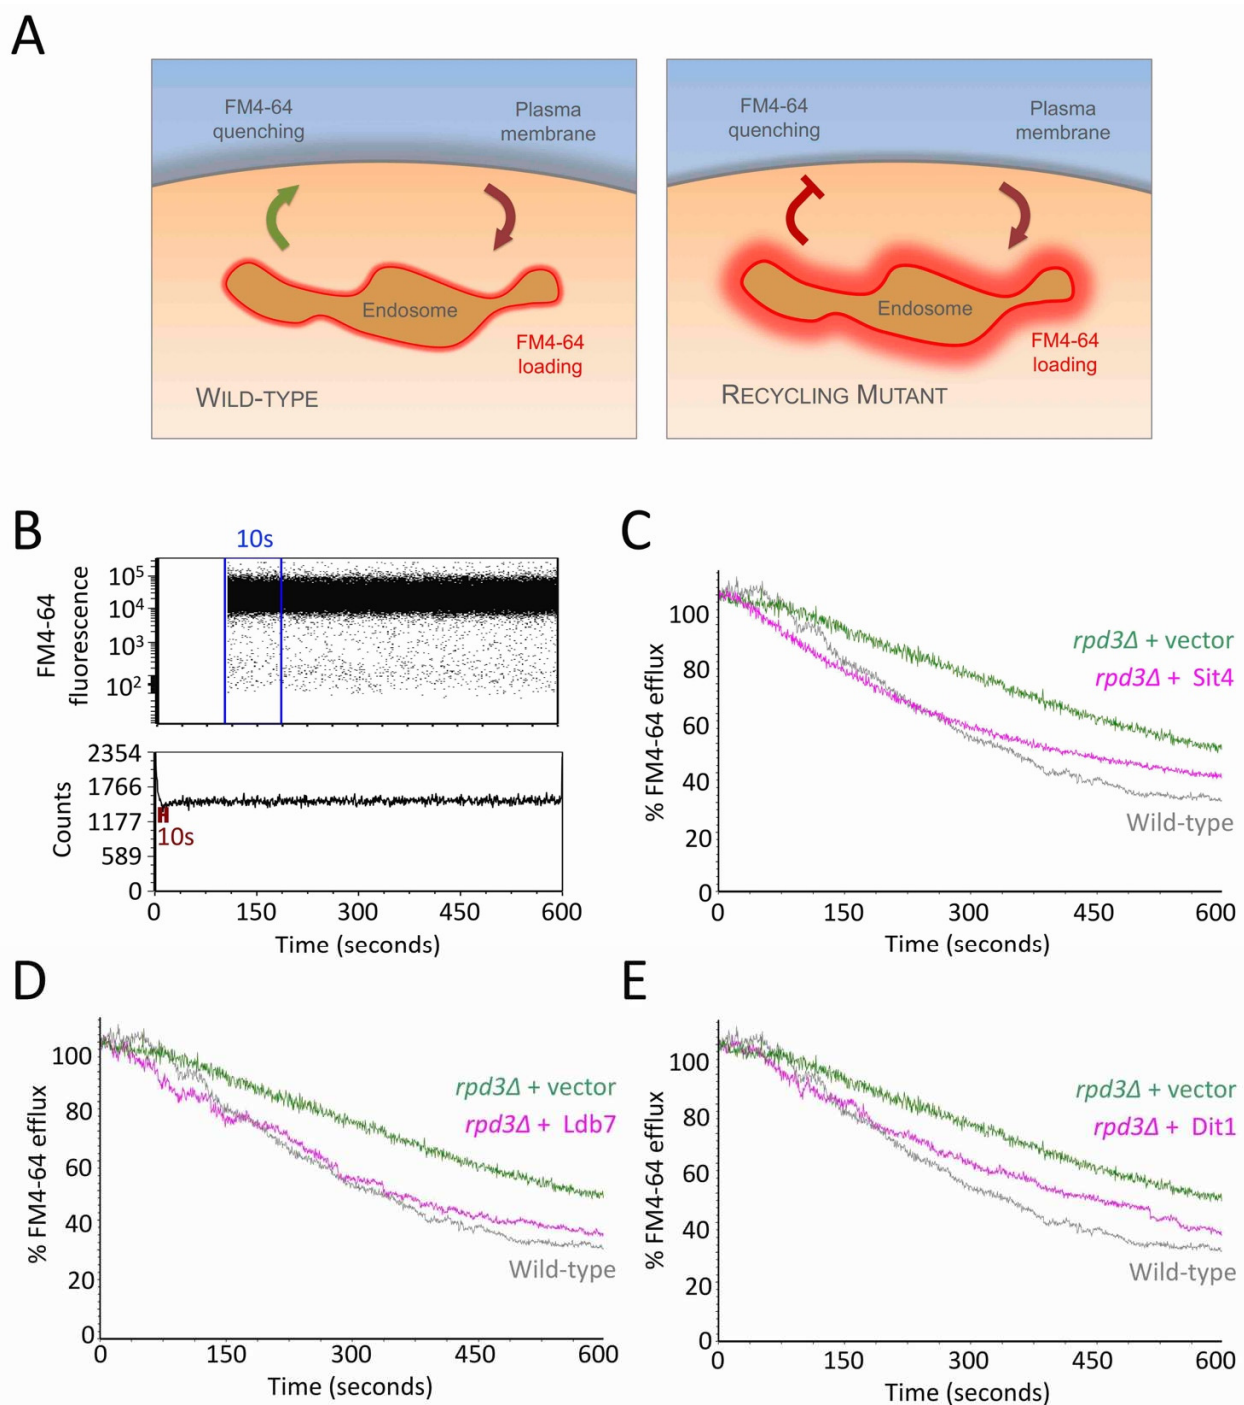 A
FM4-64
quenching
Plasma
membrane
Endosome
FM4-64
loading
WILD-TYPE
FM4-64
quenching
Plasma
membrane
Endosome
FM4-64
loading
RECYCLING MUTANT
B
10s
FM4-64
fluorescence
10⁵
10⁴
10³
10²
Counts
2354
1766
1177
589
0
10s
0 150 300 450 600
Time (seconds)
C
% FM4-64 efflux
100
80
60
40
20
0
rpd3Δ + vector
rpd3Δ + Sit4
Wild-type
0 150 300 450 600
Time (seconds)
D
% FM4-64 efflux
100
80
60
40
20
0
rpd3Δ + vector
rpd3Δ + Ldb7
Wild-type
0 150 300 450 600
Time (seconds)
E
% FM4-64 efflux
100
80
60
40
20
0
rpd3Δ + vector
rpd3Δ + Dit1
Wild-type
0 150 300 450 600
Time (seconds)